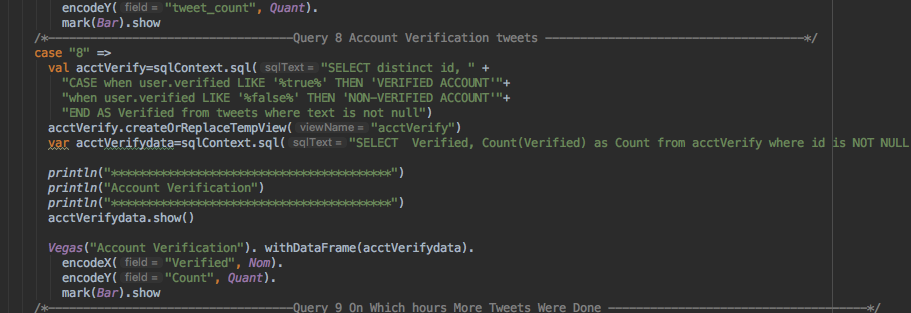 encodeY( field = "tweet_count", Quant).
mark(Bar).show
/*----------------------------------Query 8 Account Verification tweets ------------------------------------*/
case "8" =>
val acctVerify=sqlContext.sql( sqlText = "SELECT distinct id, " +
"CASE when user.verified LIKE '%true%' THEN 'VERIFIED ACCOUNT'"+
"when user.verified LIKE '%false%' THEN 'NON-VERIFIED ACCOUNT'"+
"END AS Verified from tweets where text is not null")
acctVerify.createOrReplaceTempView( viewName = "acctVerify")
var acctVerifydata=sqlContext.sql( sqlText = "SELECT  Verified, Count(Verified) as Count from acctVerify where id is NOT NULL
println("****************************************")
println("Account Verification")
println("****************************************")
acctVerifydata.show()
Vegas("Account Verification"). withDataFrame(acctVerifydata).
encodeX( field = "Verified", Nom).
encodeY( field = "Count", Quant).
mark(Bar).show
/*----------------------------------Query 9 On Which hours More Tweets Were Done ------------------------------------*/